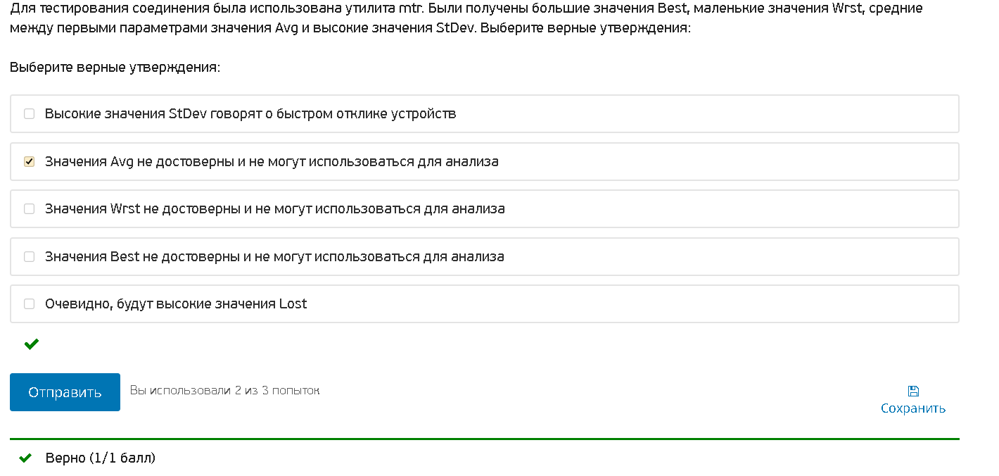 Для тестирования соединения была использована утилита mtr. Были получены большие значения Best, маленькие значения Wrst, средние
между первыми параметрами значения Avg и высокие значения StDev. Выберите верные утверждения:
Выберите верные утверждения:
Высокие значения StDev говорят о быстром отклике устройств
Значения Avg не достоверны и не могут использоваться для анализа
Значения Wrst не достоверны и не могут использоваться для анализа
Значения Best не достоверны и не могут использоваться для анализа
Очевидно, будут высокие значения Lost
Отправить
Вы использовали 2 из 3 попыток
Сохранить
Верно (1/1 балл)